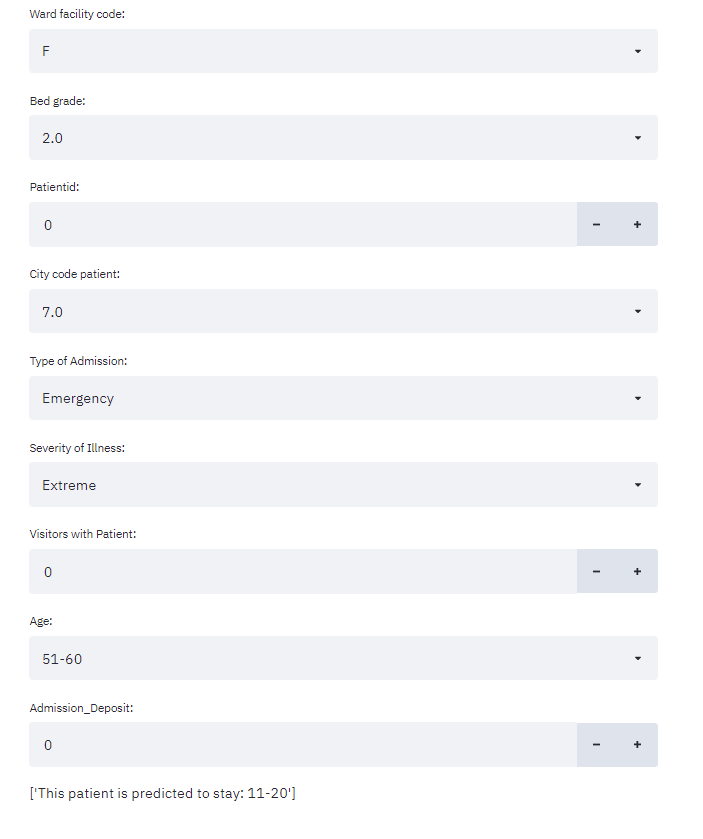 Ward facility code:
F
Bed grade:
2.0
Patientid:
0
− +
City code patient:
7.0
Type of Admission:
Emergency
Severity of Illness:
Extreme
Visitors with Patient:
0
− +
Age:
51-60
Admission_Deposit:
0
− +
['This patient is predicted to stay: 11-20']